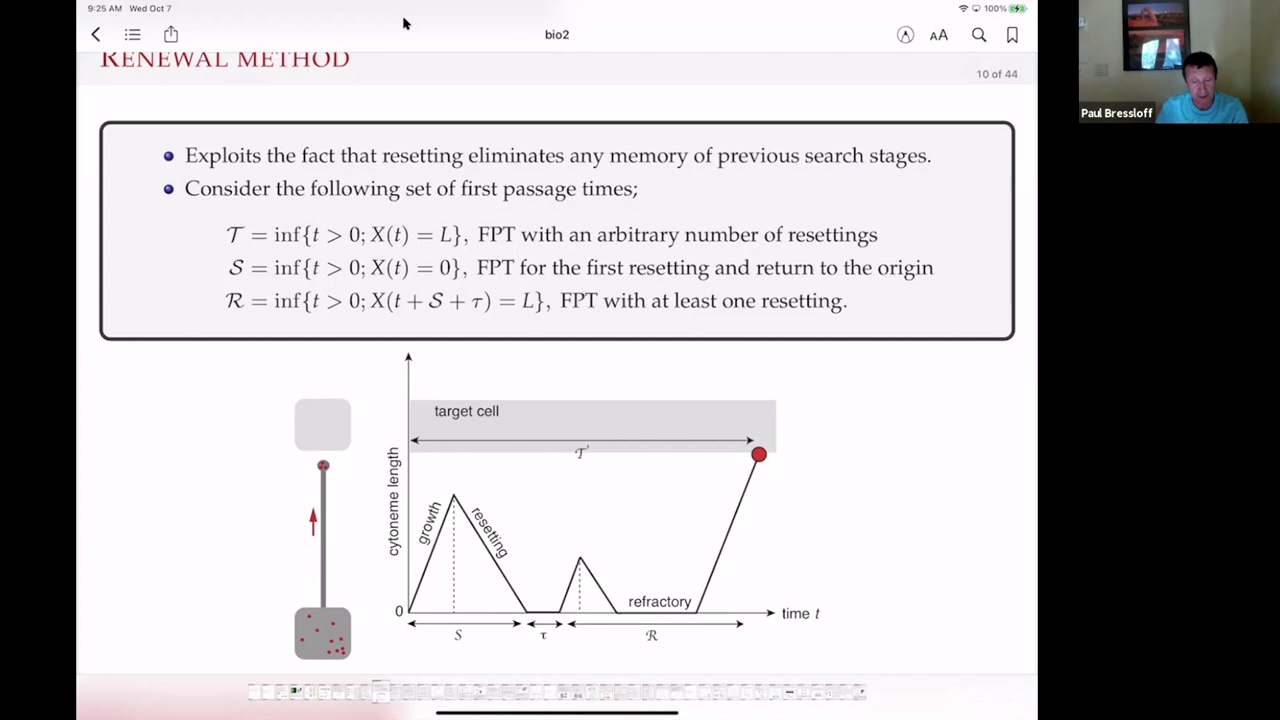 9:25 AM Wed Oct 7
100%
bio2
AA
RENEWAL METHOD
10 of 44
Paul Bressloff
Exploits the fact that resetting eliminates any memory of previous search stages.
Consider the following set of first passage times;
𝒯 = inf{t > 0; X(t) = L}, FPT with an arbitrary number of resettings
𝒮 = inf{t > 0; X(t) = 0}, FPT for the first resetting and return to the origin
ℛ = inf{t > 0; X(t + 𝒮 + τ) = L}, FPT with at least one resetting.
target cell
𝒯
cytoneme length
growth
resetting
refractory
0
time t
𝒮
τ
ℛ